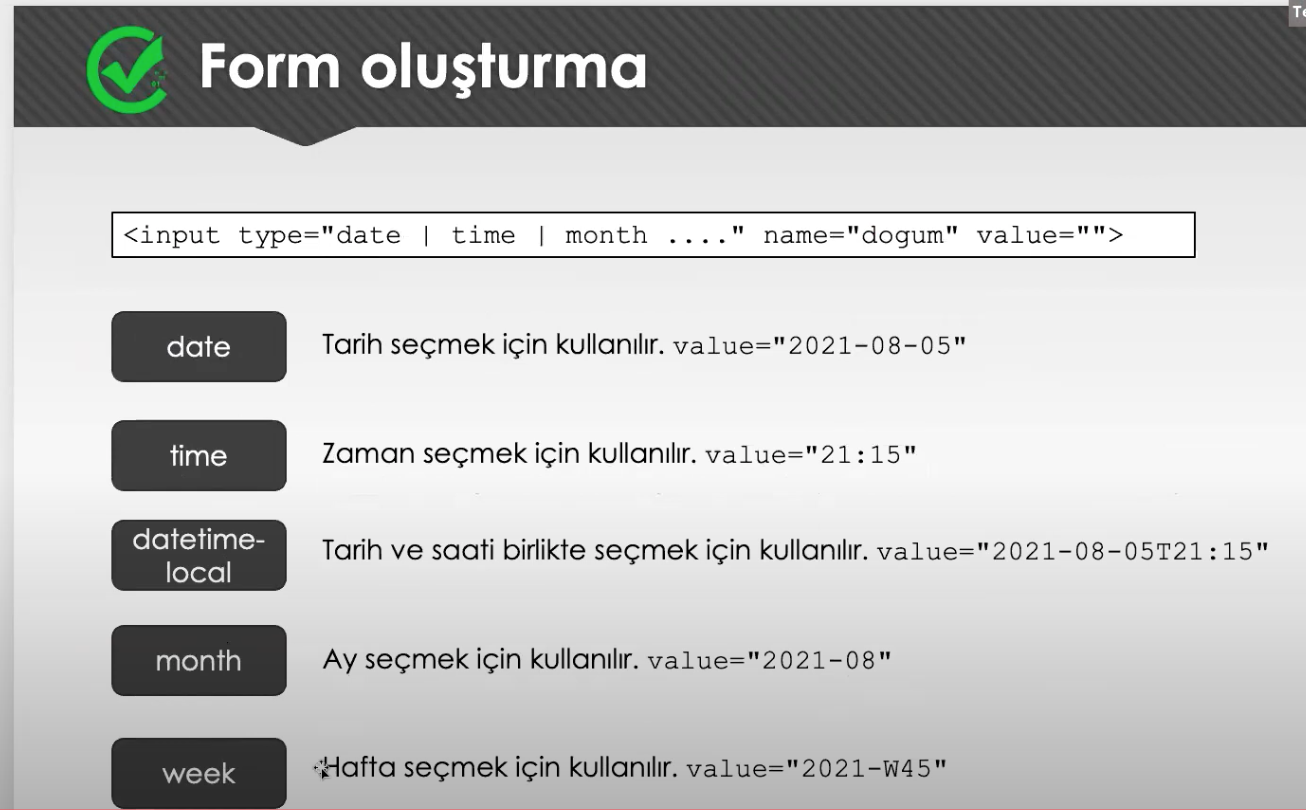 Te
Form oluşturma
<input type="date | time | month ...." name="dogum" value="">
date
Tarih seçmek için kullanılır. value="2021-08-05"
time
Zaman seçmek için kullanılır. value="21:15"
datetime-
local
Tarih ve saati birlikte seçmek için kullanılır. value="2021-08-05T21:15"
month
Ay seçmek için kullanılır. value="2021-08"
week
Hafta seçmek için kullanılır. value="2021-W45"